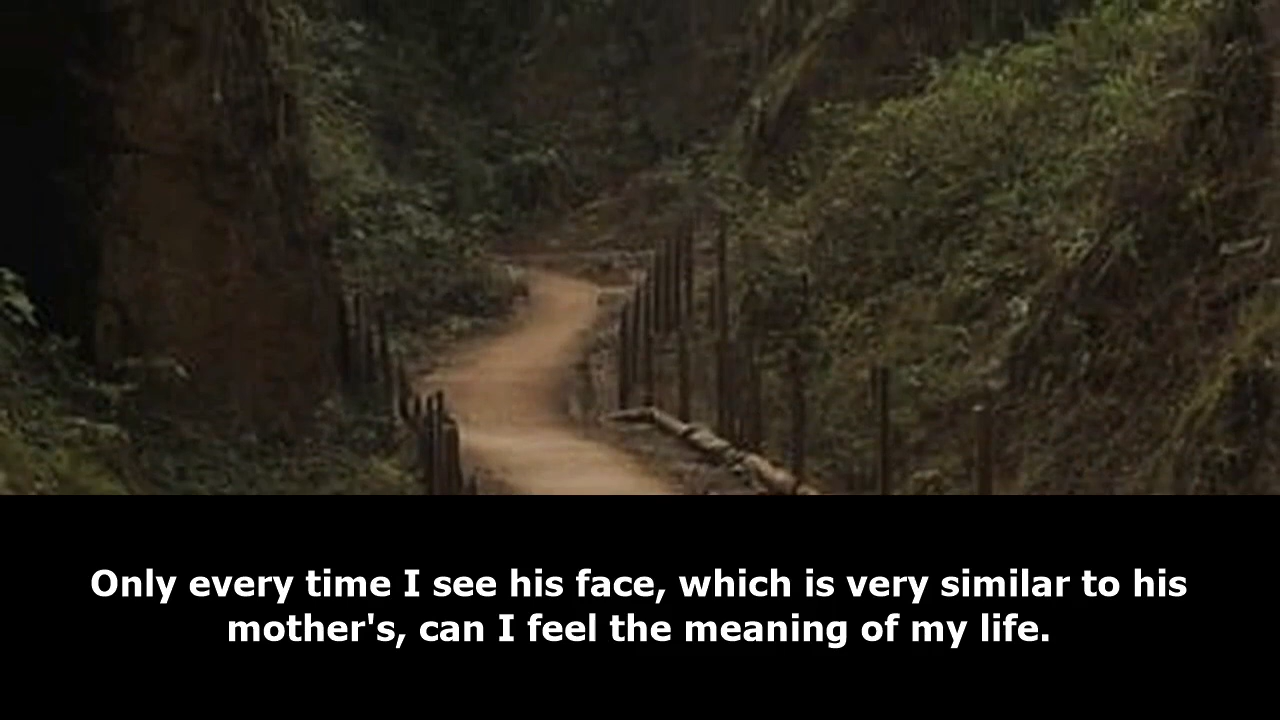 Only every time I see his face, which is very similar to his
mother's, can I feel the meaning of my life.